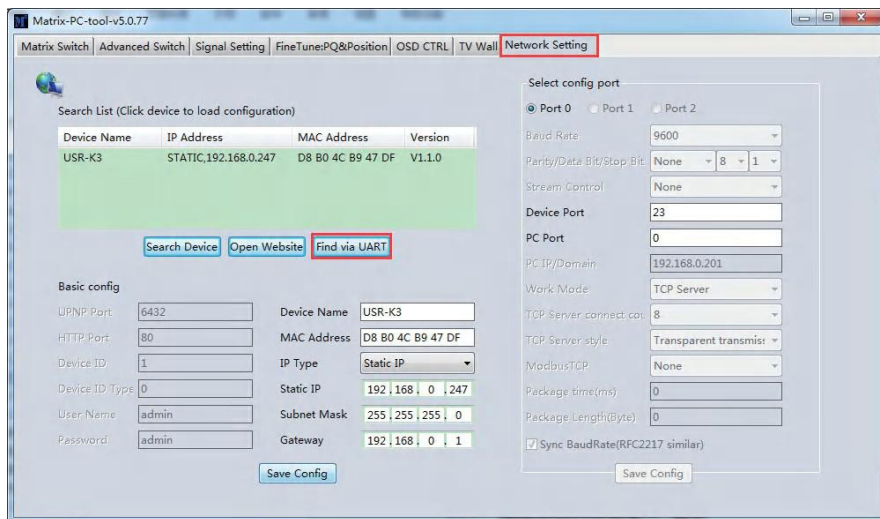 Matrix-PC-tool-v5.0.77
Matrix Switch Advanced Switch Signal Setting FineTune:PQ&Position OSD CTRL TV Wall Network Setting
Search List (Click device to load configuration)
Device Name IP Address MAC Address Version
USR-K3 STATIC,192.168.0.247 D8 B0 4C B9 47 DF V1.1.0
Search Device Open Website Find via UART
Basic config
UPNP Port 6432 Device Name USR-K3
HTTP Port 80 MAC Address D8 B0 4C B9 47 DF
Device ID 1 IP Type Static IP
Device ID Type 0 Static IP 192 . 168 . 0 . 247
User Name admin Subnet Mask 255 . 255 . 255 . 0
Password admin Gateway 192 . 168 . 0 . 1
Save Config
Select config port
Port 0 Port 1 Port 2
Baud Rate 9600
Parity/Data Bit/Stop Bit None 8 1
Stream Control None
Device Port 23
PC Port 0
PC IP/Domain 192.168.0.201
Work Mode TCP Server
TCP Server connect cou 8
TCP Server style Transparent transmis:
ModbusTCP None
Package time(ms) 0
Package Length(Byte) 0
Sync BaudRate(RFC2217 similar)
Save Config